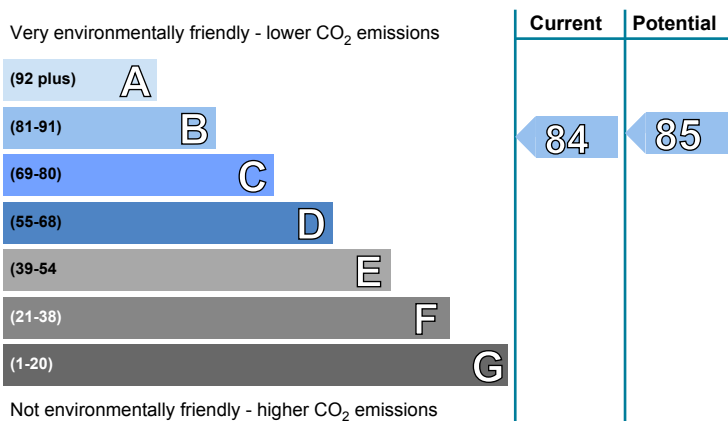 Very environmentally friendly - lower CO2 emissions
Current
Potential
(92 plus) A
(81-91) B
84
85
(69-80) C
(55-68) D
(39-54 E
(21-38) F
(1-20) G
Not environmentally friendly - higher CO2 emissions